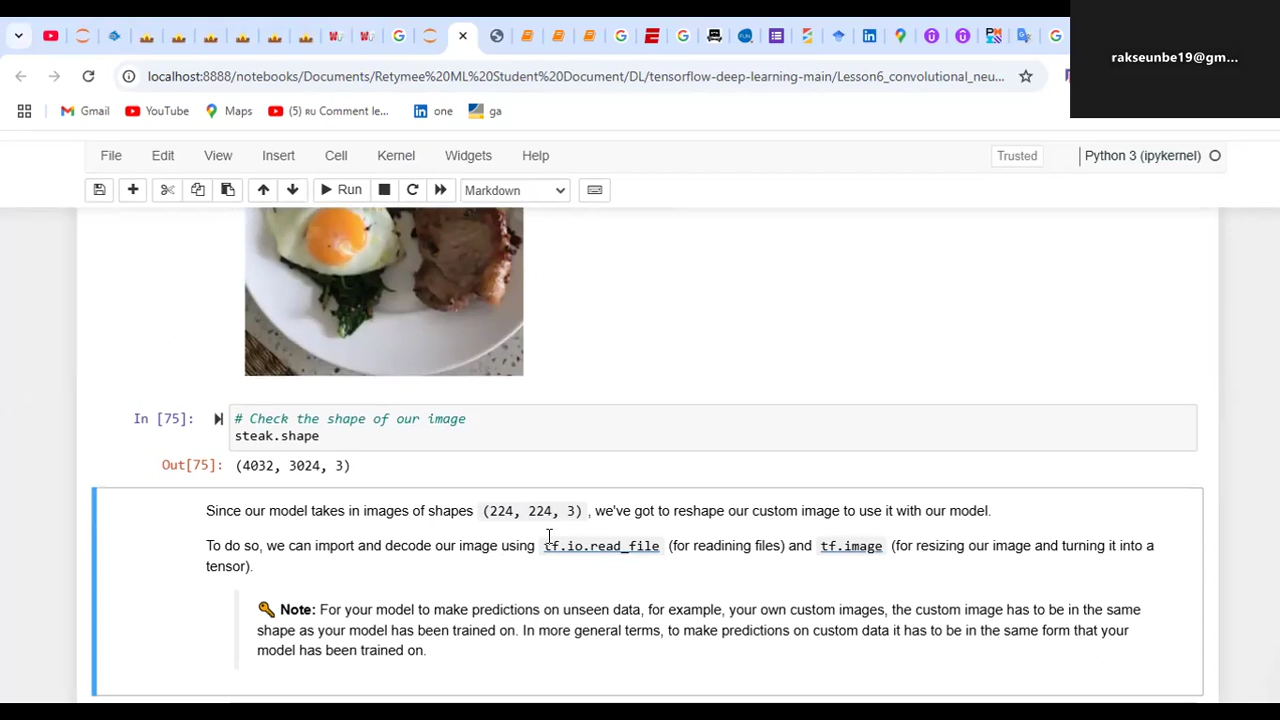 rakseunbe19@gm...
localhost:8888/notebooks/Documents/Retymee%20ML%20Student%20Document/DL/tensorflow-deep-learning-main/Lesson6_convolutional_neu...
Gmail YouTube Maps (5) ยน Comment le... one ga
File Edit View Insert Cell Kernel Widgets Help Trusted Python 3 (ipykernel)
Run Markdown
In [75]: # Check the shape of our image
steak.shape
Out[75]: (4032, 3024, 3)
Since our model takes in images of shapes (224, 224, 3), we've got to reshape our custom image to use it with our model.
To do so, we can import and decode our image using tf.io.read_file (for readining files) and tf.image (for resizing our image and turning it into a
tensor).
🔑 Note: For your model to make predictions on unseen data, for example, your own custom images, the custom image has to be in the same
shape as your model has been trained on. In more general terms, to make predictions on custom data it has to be in the same form that your
model has been trained on.